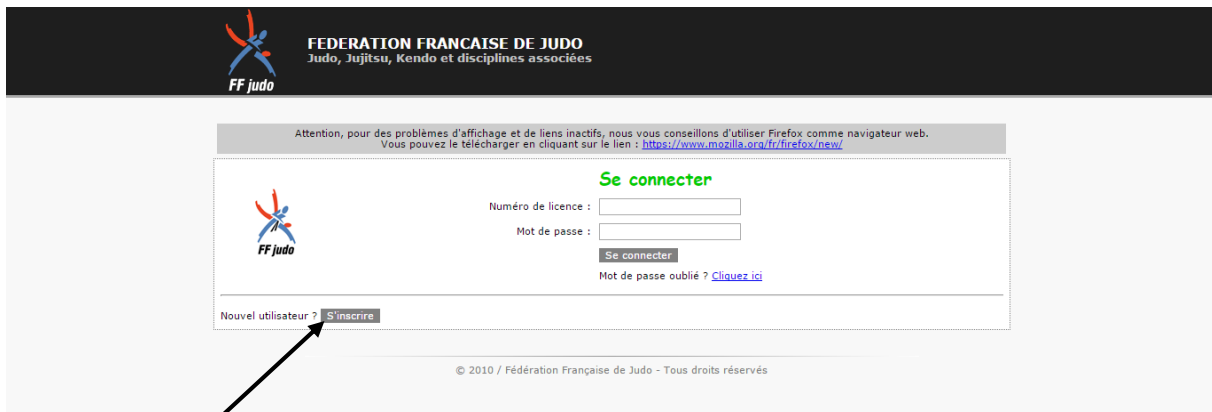 FEDERATION FRANCAISE DE JUDO
Judo, Jujitsu, Kendo et disciplines associées
FF judo
Attention, pour des problèmes d'affichage et de liens inactifs, nous vous conseillons d'utiliser Firefox comme navigateur web.
Vous pouvez le télécharger en cliquant sur le lien : https://www.mozilla.org/fr/firefox/new/
Se connecter
Numéro de licence :
Mot de passe :
FF judo
Se connecter
Mot de passe oublié ? Cliquez ici
Nouvel utilisateur ? S'inscrire
© 2010 / Fédération Française de Judo - Tous droits réservés